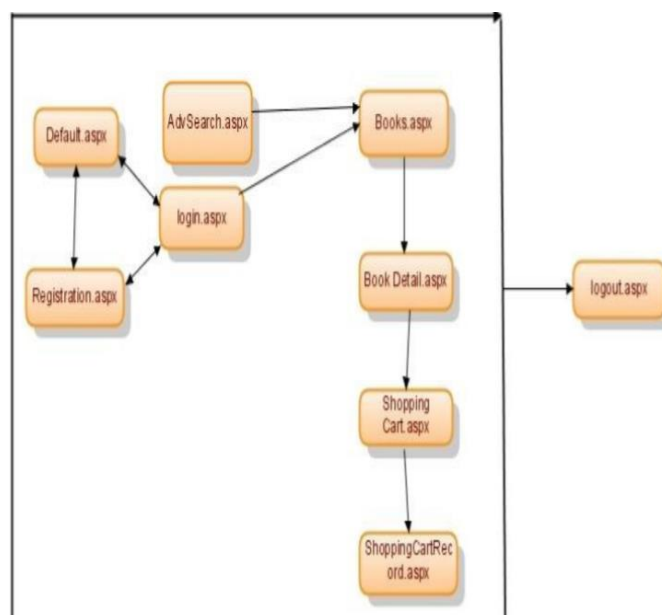 AdvSearch.aspx
Books.aspx
Default.aspx
login.aspx
Registration.aspx
Book Detail.aspx
logout.aspx
Shopping
Cart.aspx
ShoppingCartRec
ord.aspx